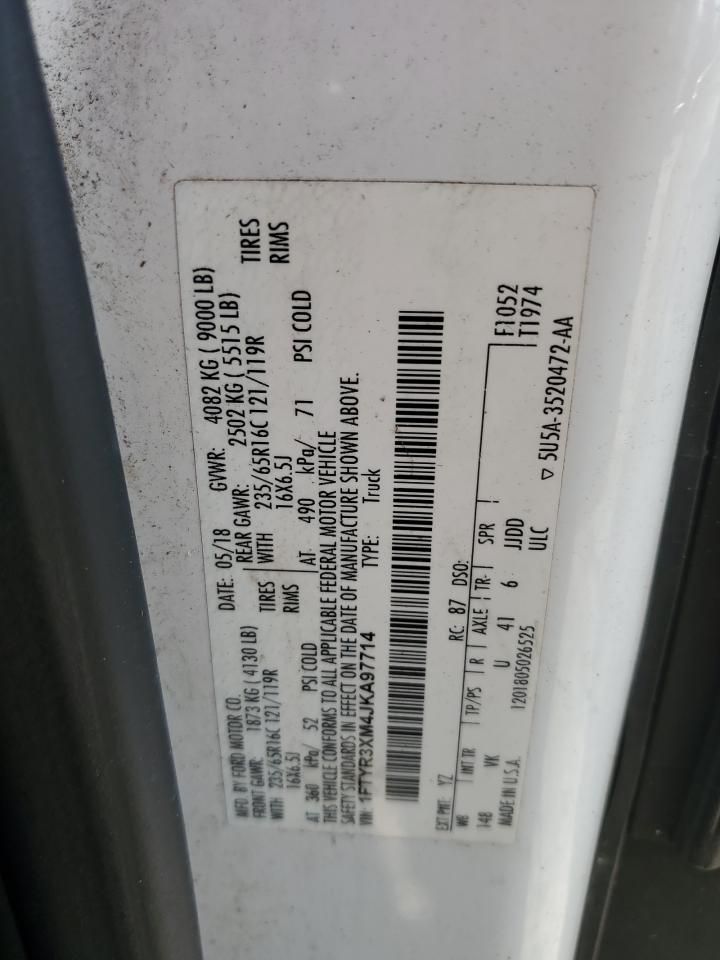 MFD BY FORD MOTOR CO. DATE: 05/18 GVWR: 4082 KG ( 9000 LB)
FRONT GAWR: 1873 KG ( 4130 LB) REAR GAWR: 2502 KG ( 5515 LB)
WITH 235/65R16C 121/119R TIRES WITH 235/65R16C 121/119R TIRES
16X6.5J RIMS 16X6.5J RIMS
AT 360 kPa/ 52 PSI COLD AT 490 kPa/ 71 PSI COLD
THIS VEHICLE CONFORMS TO ALL APPLICABLE FEDERAL MOTOR VEHICLE
SAFETY STANDARDS IN EFFECT ON THE DATE OF MANUFACTURE SHOWN ABOVE.
VIN: 1FTYR3XM4JKA97714 TYPE: Truck
EXT PNT: YZ RC: 87 DSO:
WB INT TR TP/PS R AXLE TR SPR F1052
148 VK U 41 6 JJDD T1974
MADE IN U.S.A. 1201805026525 ULC
5U5A-3520472-AA